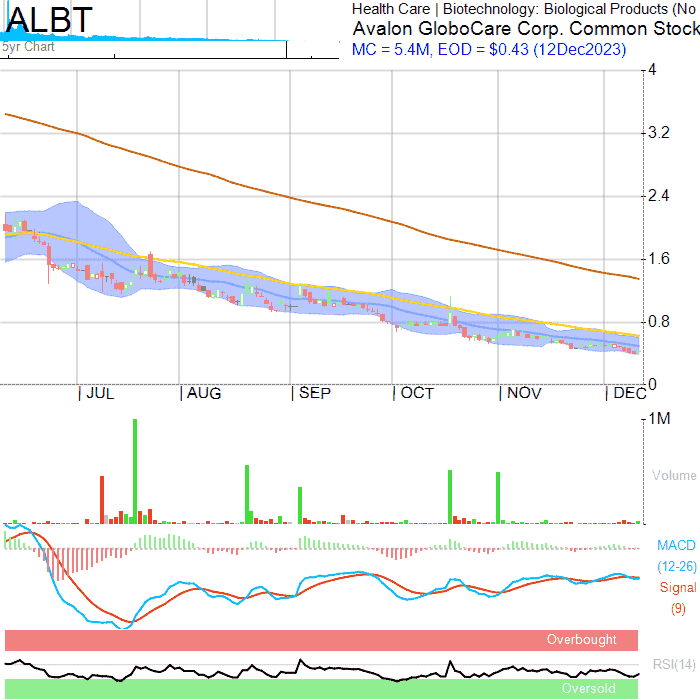 ALBT
5yr Chart
Health Care | Biotechnology: Biological Products (No
Avalon GloboCare Corp. Common Stock
MC = 5.4M, EOD = $0.43 (12Dec2023)
4
3.2
2.4
1.6
0.8
0
| JUL | AUG | SEP | OCT | NOV | DEC
1M
Volume
MACD
(12-26)
Signal
(9)
Overbought
RSI(14)
Oversold